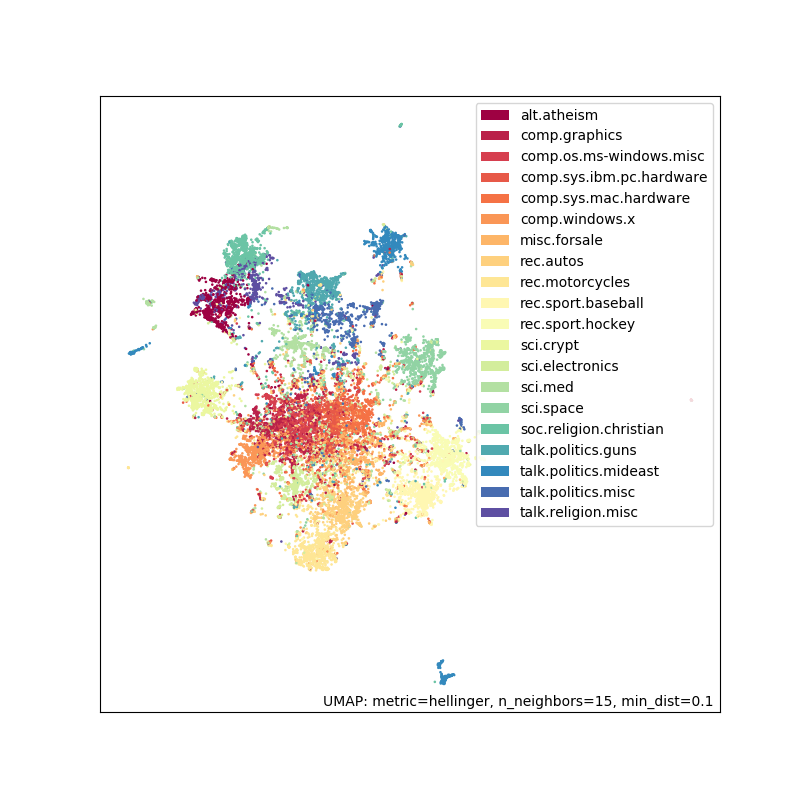 alt.atheism
comp.graphics
comp.os.ms-windows.misc
comp.sys.ibm.pc.hardware
comp.sys.mac.hardware
comp.windows.x
misc.forsale
rec.autos
rec.motorcycles
rec.sport.baseball
rec.sport.hockey
sci.crypt
sci.electronics
sci.med
sci.space
soc.religion.christian
talk.politics.guns
talk.politics.mideast
talk.politics.misc
talk.religion.misc
UMAP: metric=hellinger, n_neighbors=15, min_dist=0.1